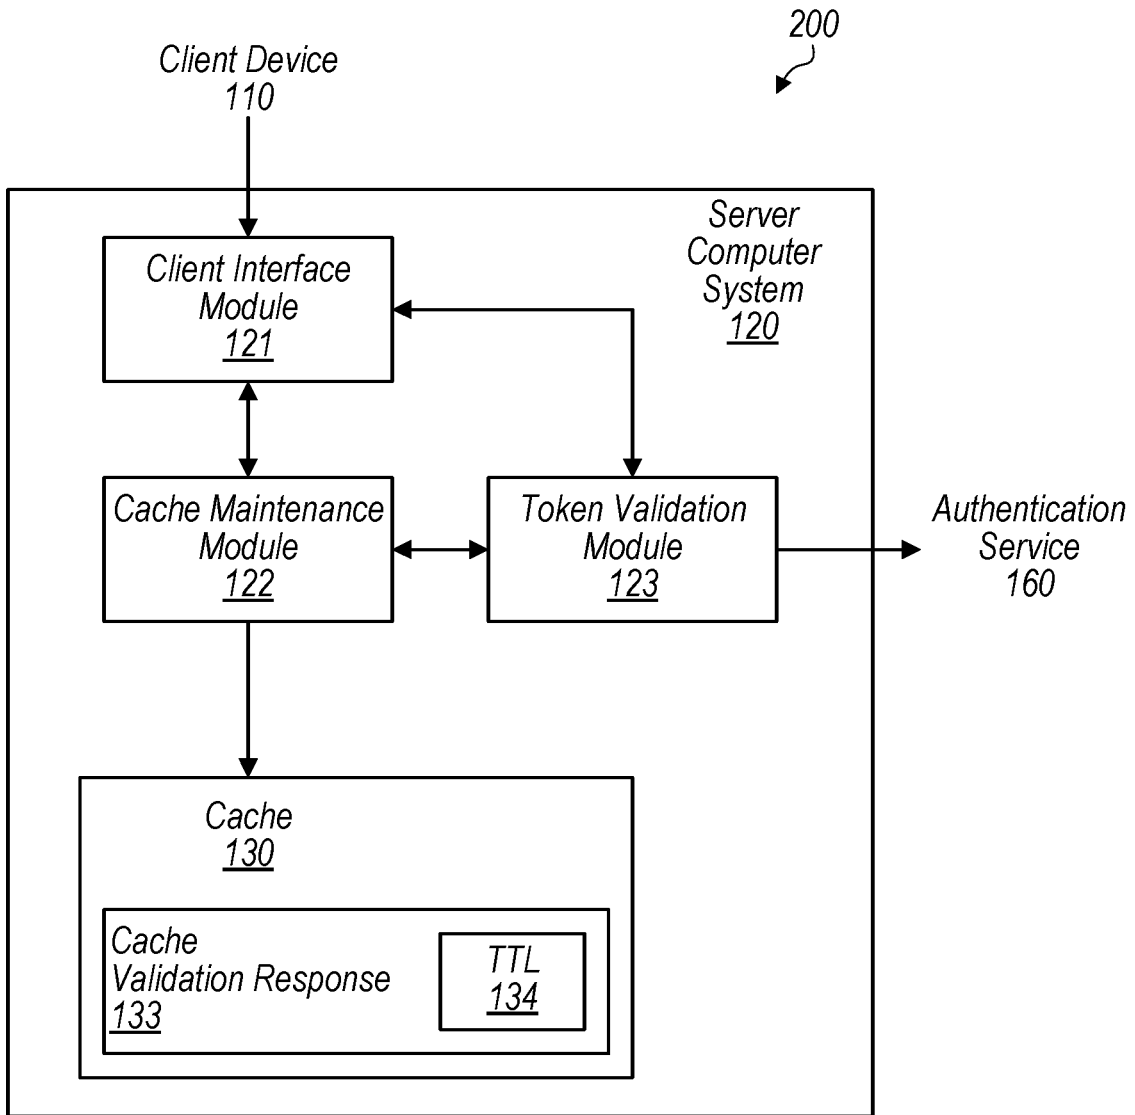 200
Client Device
110
Server
Computer
System
120
Client Interface
Module
121
Cache Maintenance
Module
122
Token Validation
Module
123
Authentication
Service
160
Cache
130
Cache
Validation Response
133
TTL
134